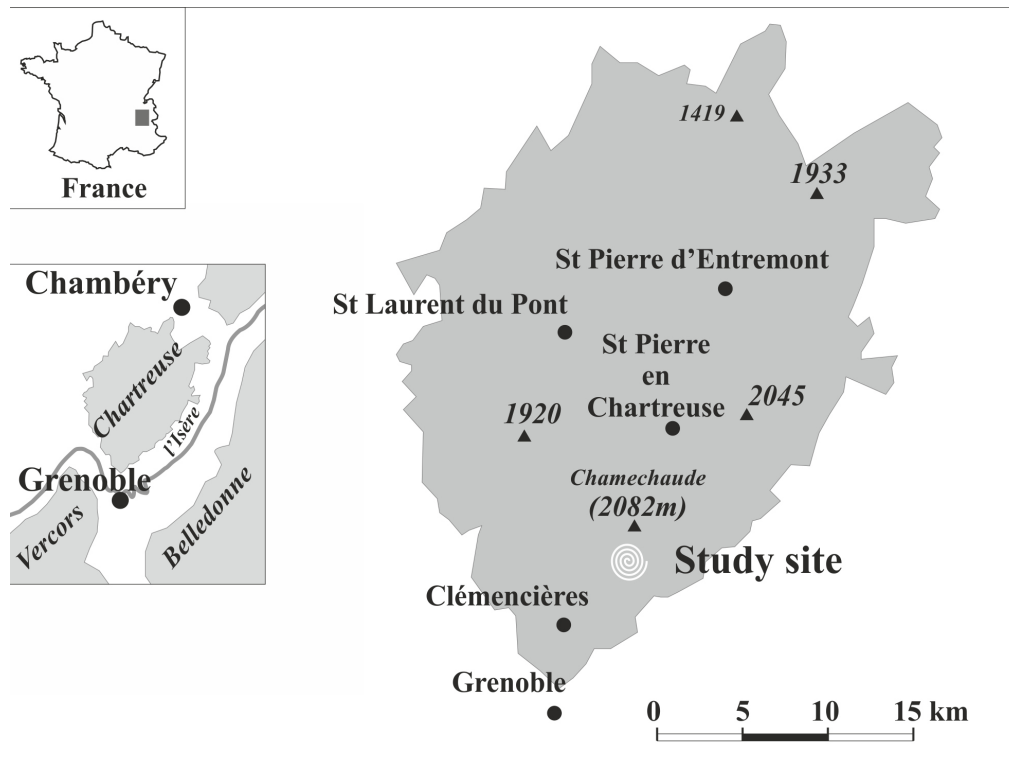 France
Chambéry
Chartreuse
l'Isère
Grenoble
Vercors
Belledonne
1419
1933
St Pierre d'Entremont
St Laurent du Pont
St Pierre
en
Chartreuse
2045
1920
Chamechaude
(2082m)
Study site
Clémencières
Grenoble
0 5 10 15 km